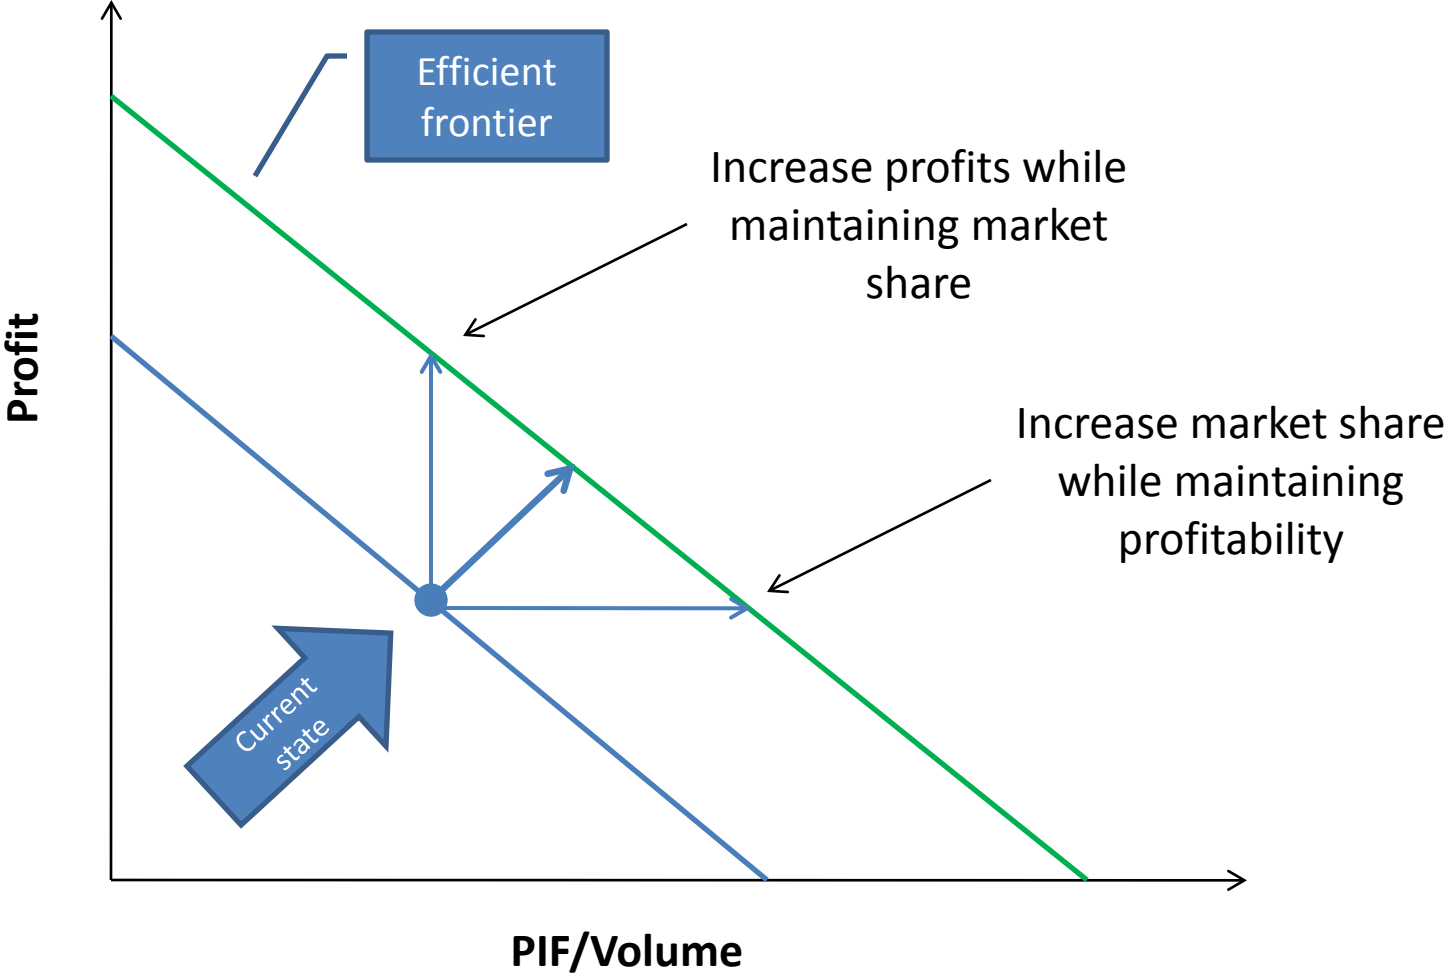 Efficient
frontier
Increase profits while
maintaining market
share
Profit
Increase market share
while maintaining
profitability
Current
state
PIF/Volume